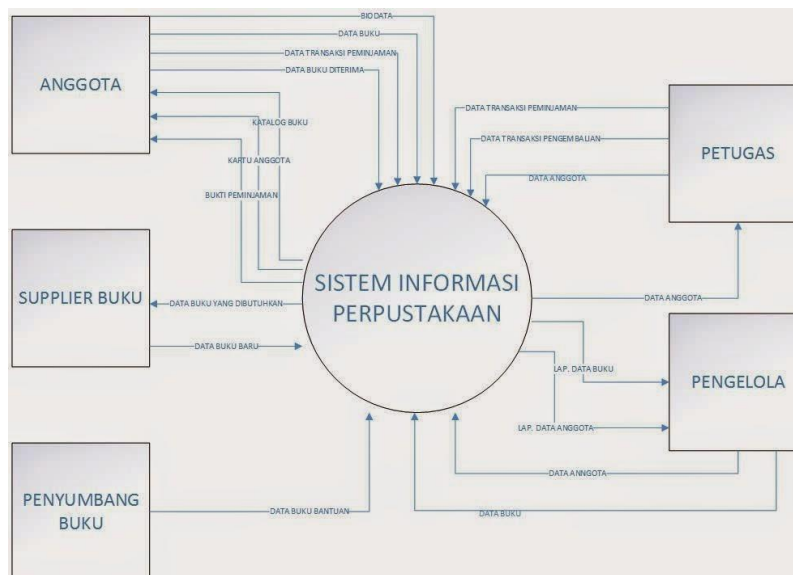 BIODATA
DATA BUKU
DATA TRANSAKSI PEMINJAMAN
DATA BUKU DITERIMA
ANGGOTA
KATALOG BUKU
KARTU ANGGOTA
BUKTI PEMINJAMAN
DATA TRANSAKSI PEMINJAMAN
DATA TRANSAKSI PENGEMBALIAN
DATA ANGGOTA
PETUGAS
SUPPLIER BUKU
SISTEM INFORMASI
PERPUSTAKAAN
DATA BUKU YANG DIBUTUHKAN
DATA BUKU BARU
DATA ANGGOTA
LAP. DATA BUKU
LAP. DATA ANGGOTA
PENGELOLA
PENYUMBANG
BUKU
DATA BUKU BANTUAN
DATA ANNGOTA
DATA BUKU